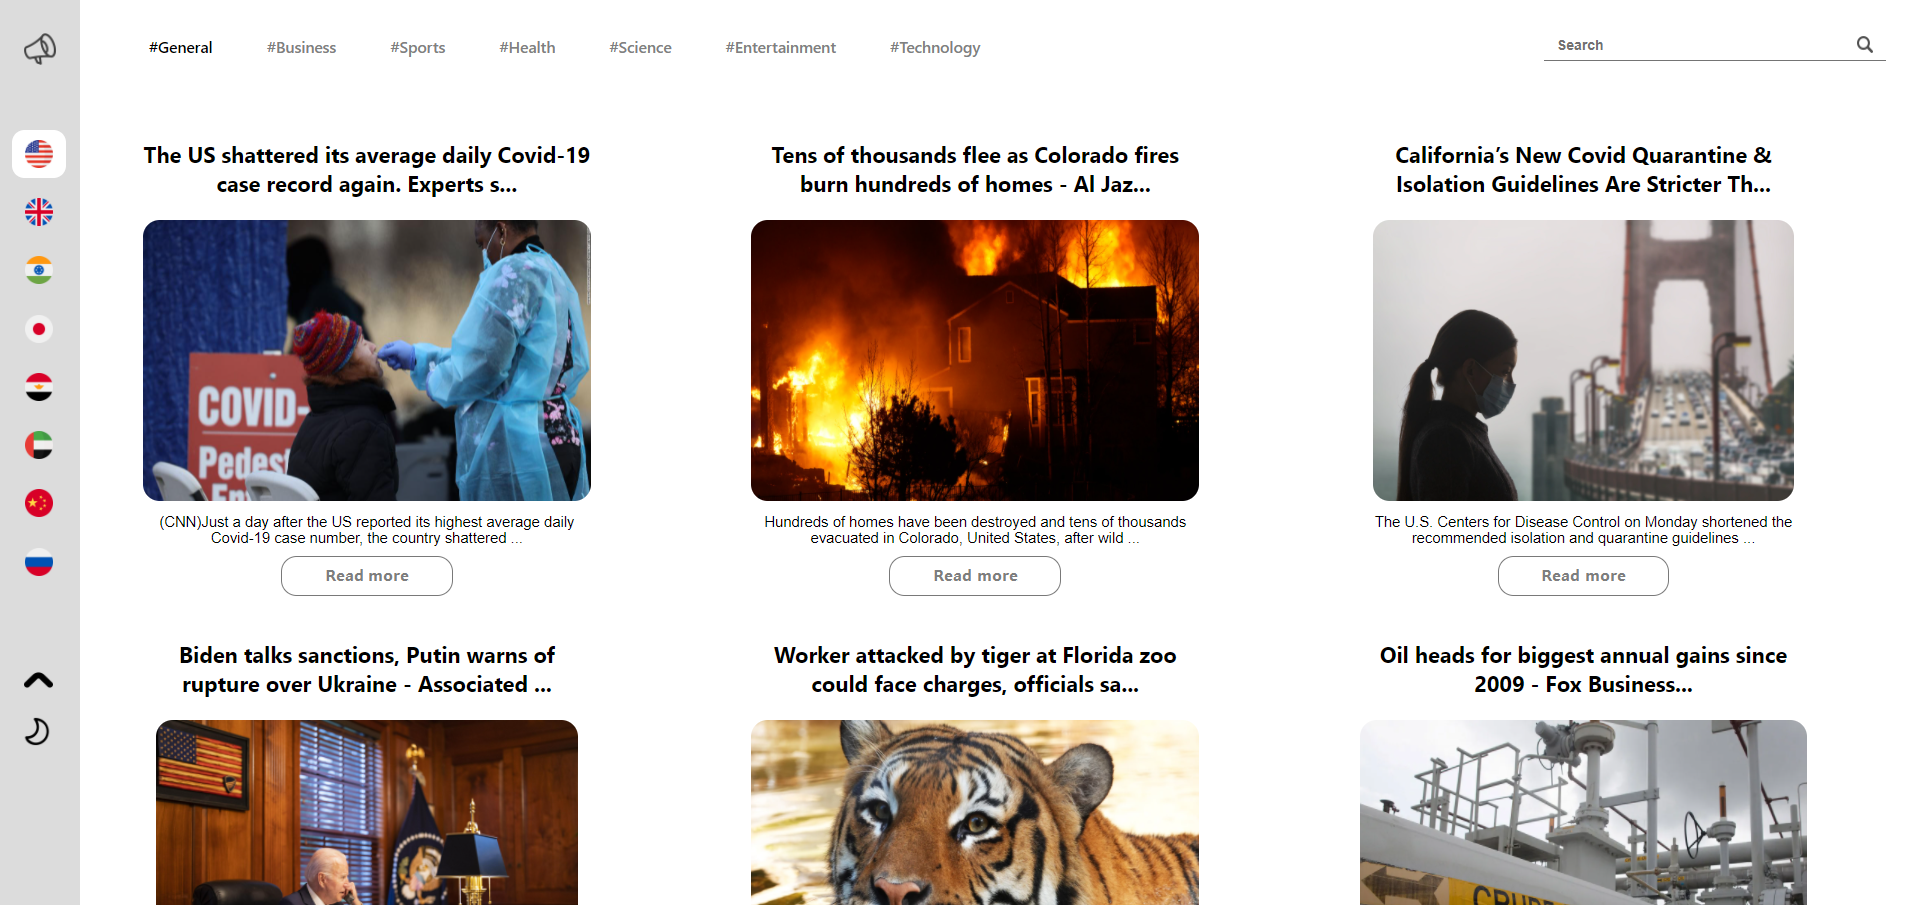 #General #Business #Sports #Health #Science #Entertainment #Technology
Search
The US shattered its average daily Covid-19
case record again. Experts s...
COVID-
Pedest
(CNN)Just a day after the US reported its highest average daily
Covid-19 case number, the country shattered ...
Read more
Tens of thousands flee as Colorado fires
burn hundreds of homes - Al Jaz...
Hundreds of homes have been destroyed and tens of thousands
evacuated in Colorado, United States, after wild ...
Read more
California’s New Covid Quarantine &
Isolation Guidelines Are Stricter Th...
The U.S. Centers for Disease Control on Monday shortened the
recommended isolation and quarantine guidelines ...
Read more
Biden talks sanctions, Putin warns of
rupture over Ukraine - Associated ...
Worker attacked by tiger at Florida zoo
could face charges, officials sa...
Oil heads for biggest annual gains since
2009 - Fox Business...